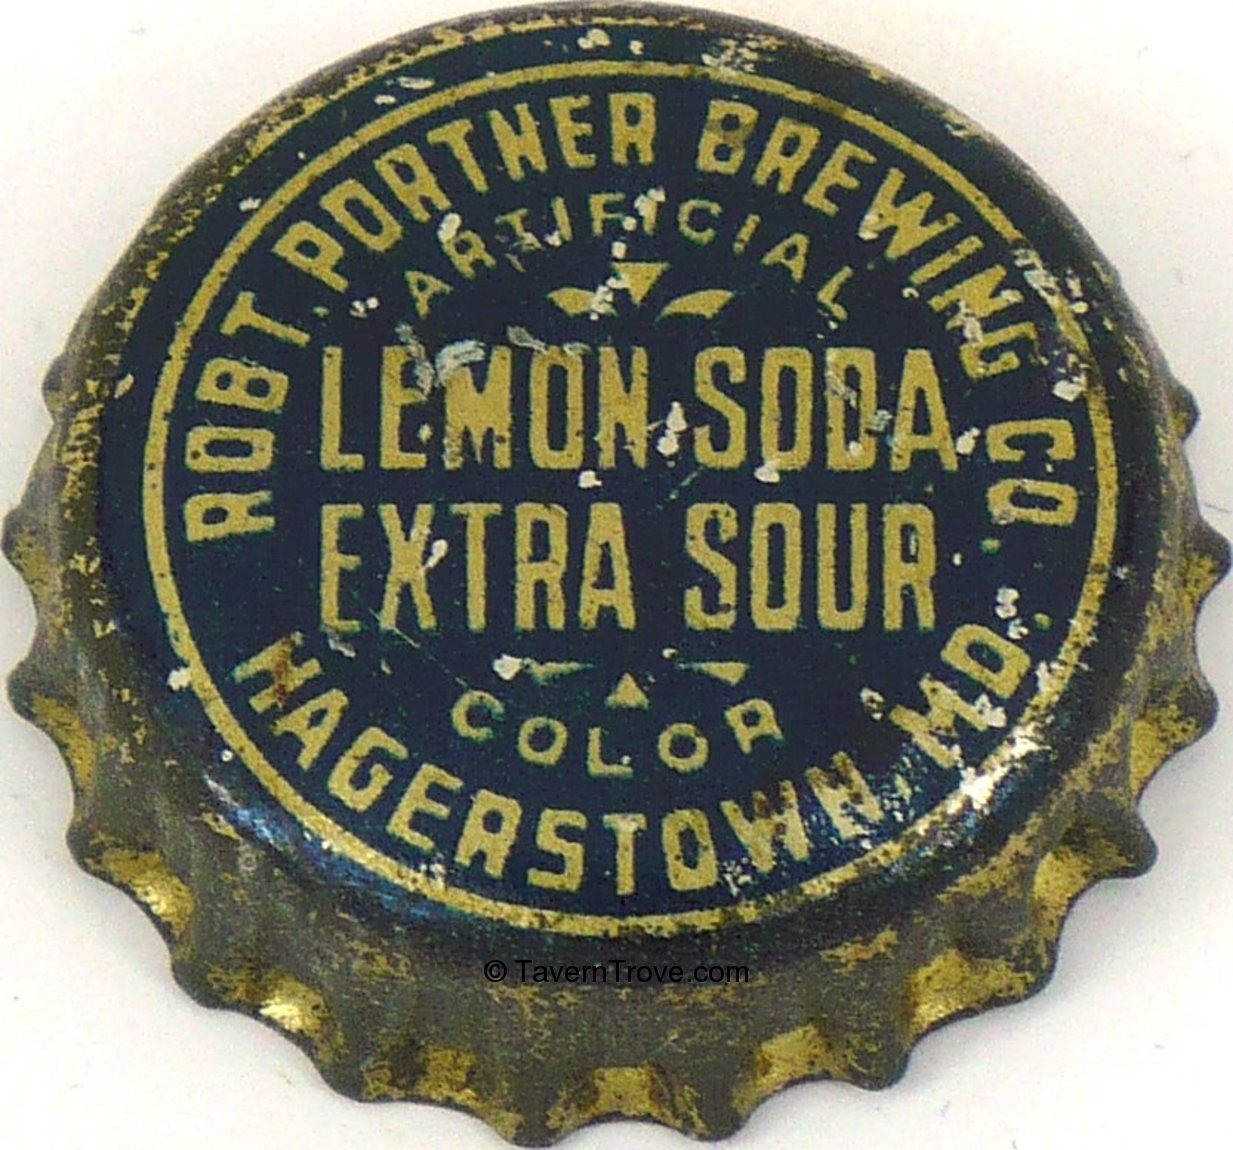 ROBT PORTNER BREWING CO
ARTIFICIAL
LEMON SODA
EXTRA SOUR
COLOR
HAGERSTOWN, MD.
© TavernTrove.com